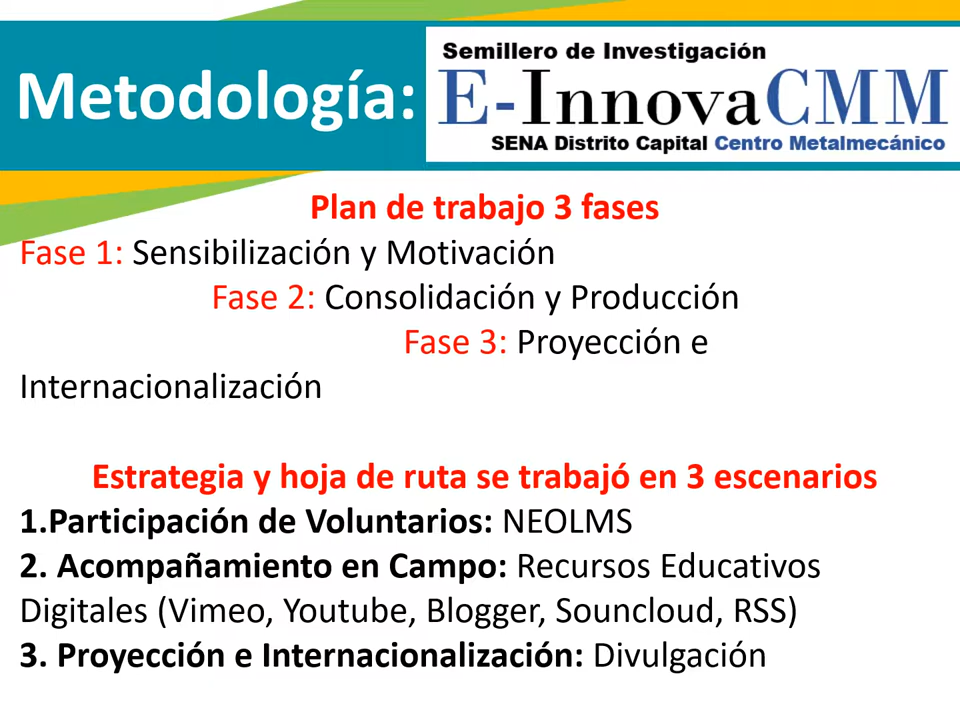 Metodología:
Semillero de Investigación
E-InnovaCMM
SENA Distrito Capital Centro Metalmecánico
Plan de trabajo 3 fases
Fase 1: Sensibilización y Motivación
Fase 2: Consolidación y Producción
Fase 3: Proyección e
Internacionalización
Estrategia y hoja de ruta se trabajó en 3 escenarios
1.Participación de Voluntarios: NEOLMS
2. Acompañamiento en Campo: Recursos Educativos
Digitales (Vimeo, Youtube, Blogger, Souncloud, RSS)
3. Proyección e Internacionalización: Divulgación